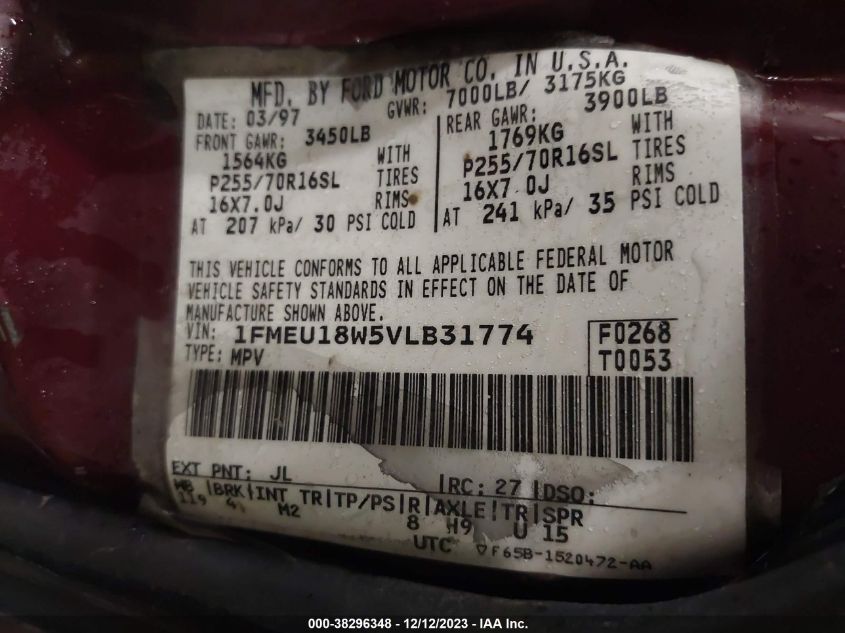 MFD. BY FORD MOTOR CO. IN U.S.A.
DATE: 03/97 GVWR: 7000LB/ 3175KG
FRONT GAWR: 3450LB REAR GAWR: 3900LB
1564KG WITH 1769KG WITH
P255/70R16SL TIRES P255/70R16SL TIRES
16X7.0J RIMS 16X7.0J RIMS
AT 207 kPa/ 30 PSI COLD AT 241 kPa/ 35 PSI COLD
THIS VEHICLE CONFORMS TO ALL APPLICABLE FEDERAL MOTOR
VEHICLE SAFETY STANDARDS IN EFFECT ON THE DATE OF
MANUFACTURE SHOWN ABOVE.
VIN: 1FMEU18W5VLB31774 F0268
TYPE: MPV T0053
EXT PNT: JL RC: 27 DSO:
WB BRK INT TR TP/PS R AXLE TR SPR
119 4 M2 8 H9 U 15
UTC F65B-1520472-AA
000-38296348 - 12/12/2023 - IAA Inc.